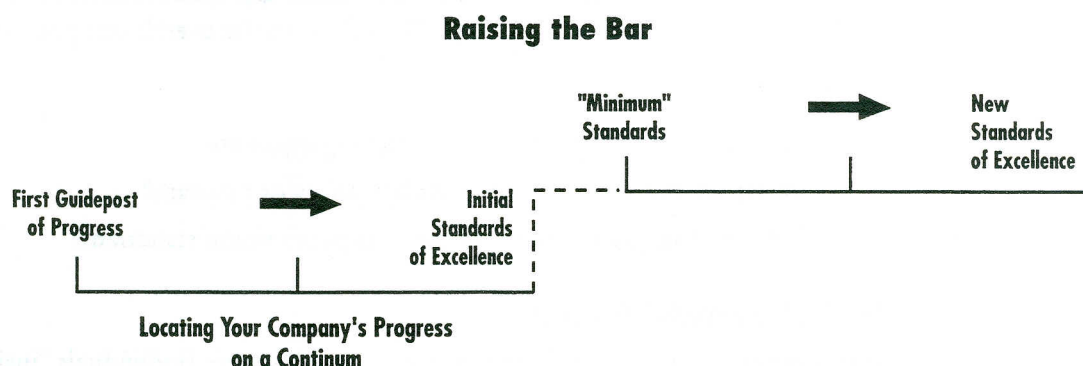 Raising the Bar
"Minimum"
Standards
New
Standards
of Excellence
First Guidepost
of Progress
Initial
Standards
of Excellence
Locating Your Company's Progress
on a Continum